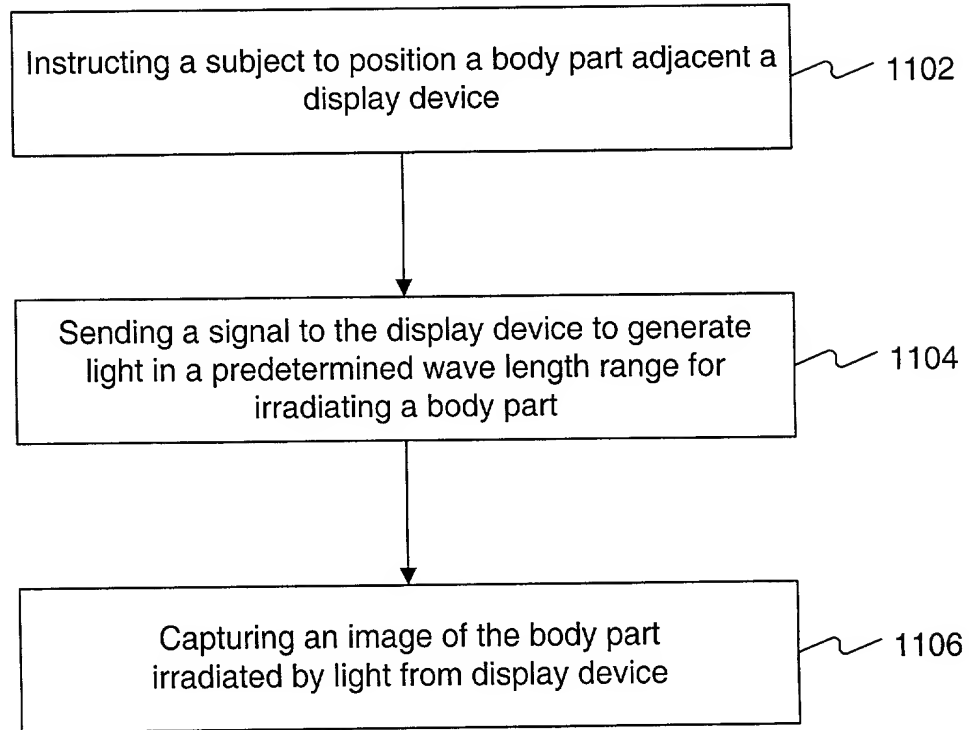 Instructing a subject to position a body part adjacent a
display device
1102
Sending a signal to the display device to generate
light in a predetermined wave length range for
irradiating a body part
1104
Capturing an image of the body part
irradiated by light from display device
1106